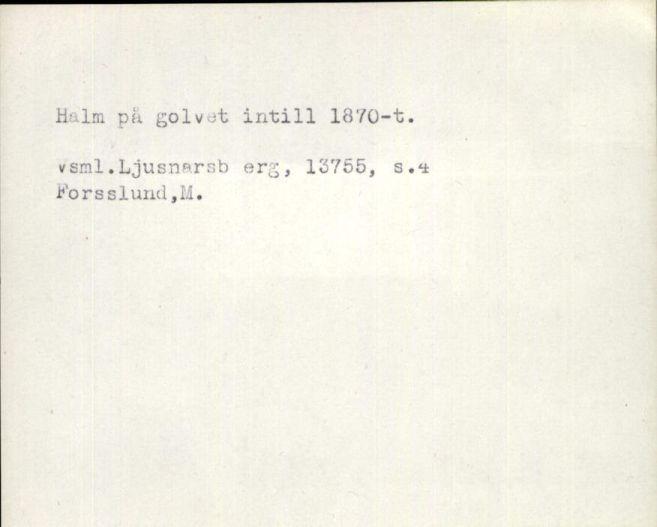 Halm på golvet intill 1870-t.
vsml.Ljusnarsb erg, 13755, s.4
Forsslund,M.